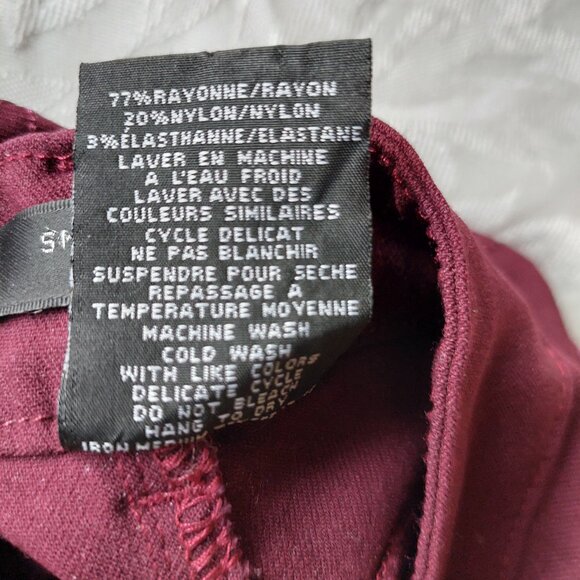 77%RAYONNE/RAYON
20%NYLON/NYLON
3%ÉLASTHANNE/ELASTANE
LAVER EN MACHINE
A L'EAU FROID
LAVER AVEC DES
COULEURS SIMILAIRES
CYCLE DELICAT
NE PAS BLANCHIR
SUSPENDRE POUR SECHE
REPASSAGE A
TEMPERATURE MOYENNE
MACHINE WASH
COLD WASH
WITH LIKE COLORS
DELICATE CYCLE
DO NOT BLEACH
HANG TO DRY
IRON MEDIUM